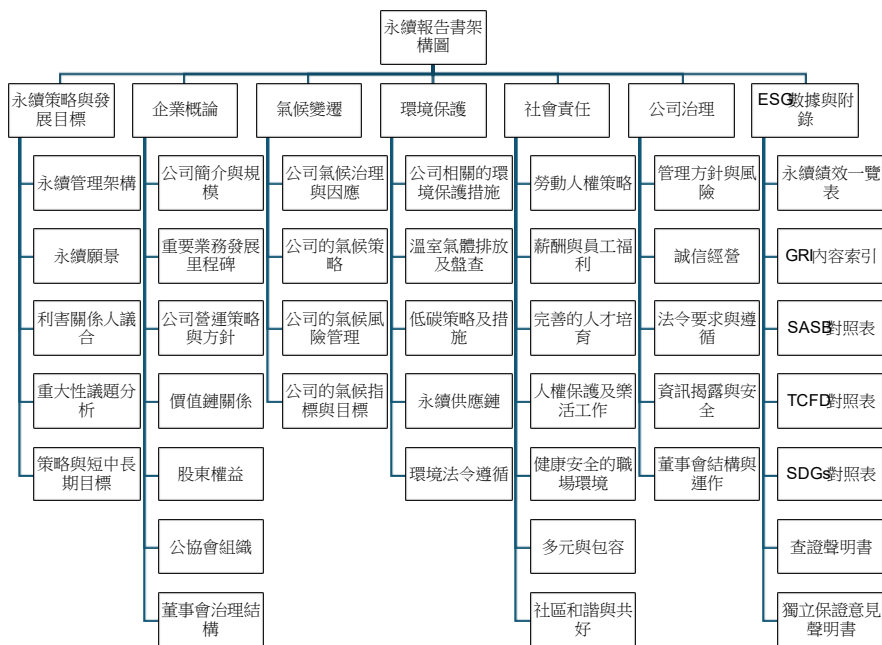 永續報告書架
構圖
永續策略與發
展目標
永續管理架構
永續願景
利害關係人議
合
重大性議題分
析
策略與短中長
期目標
企業概論
公司簡介與規
模
重要業務發展
里程碑
公司營運策略
與方針
價值鏈關係
股東權益
公協會組織
董事會治理結
構
氣候變遷
公司氣候治理
與因應
公司的氣候策
略
公司的氣候風
險管理
公司的氣候指
標與目標
環境保護
公司相關的環
境保護措施
溫室氣體排放
及盤查
低碳策略及措
施
永續供應鏈
環境法令遵循
社會責任
勞動人權策略
薪酬與員工福
利
完善的人才培
育
人權保護及樂
活工作
健康安全的職
場環境
多元與包容
社區和諧與共
好
公司治理
管理方針與風
險
誠信經營
法令要求與遵
循
資訊揭露與安
全
董事會結構與
運作
ESG數據與附
錄
永續績效一覽
表
GRI內容索引
SASB對照表
TCFD對照表
SDGs對照表
查證聲明書
獨立保證意見
聲明書